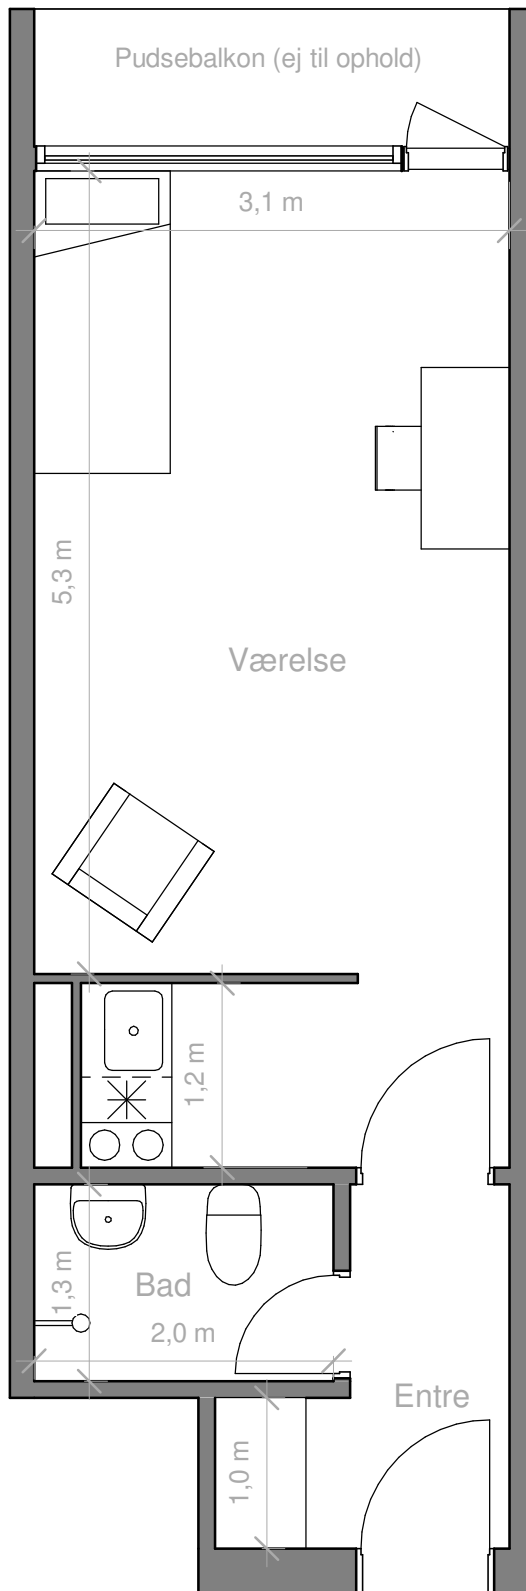 Pudsebalkon (ej til ophold)
3,1 m
5,3 m
Værelse
1,2 m
1,3 m
Bad
2,0 m
Entre
1,0 m